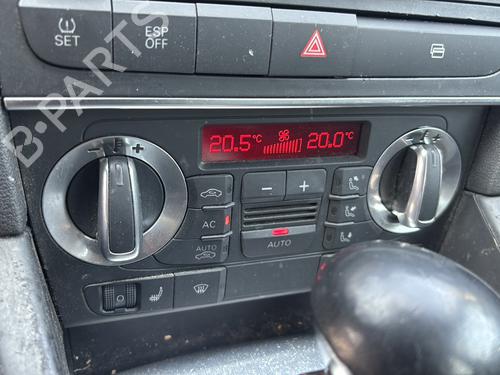 SET
ESP
OFF
20.5°C
20.0°C
- +
- +
AC
AUTO
AUTO
B-PARTS